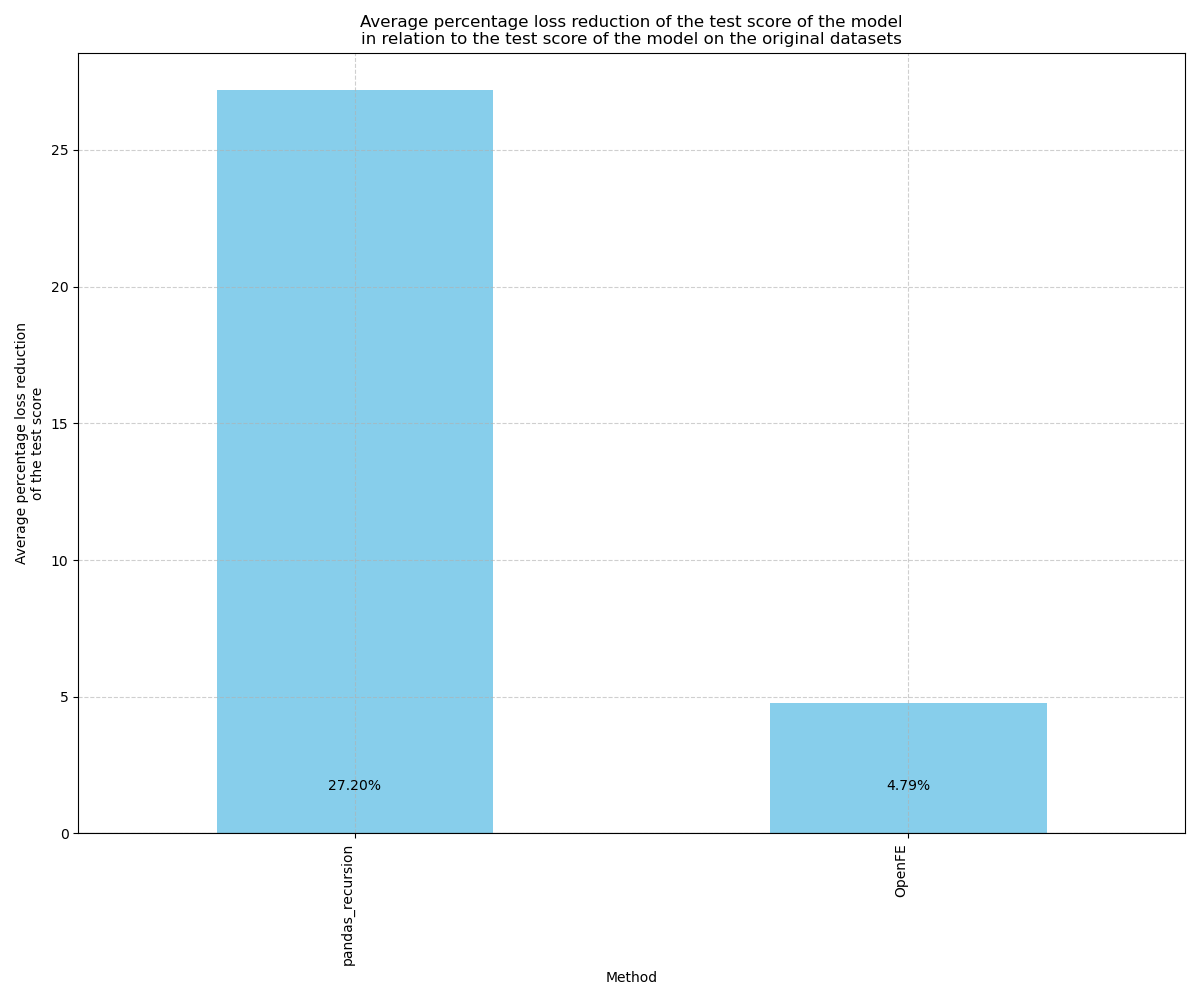 Average percentage loss reduction of the test score of the model
in relation to the test score of the model on the original datasets
Average percentage loss reduction
of the test score
25
20
15
10
5
0
27.20%
4.79%
pandas_recursion
OpenFE
Method